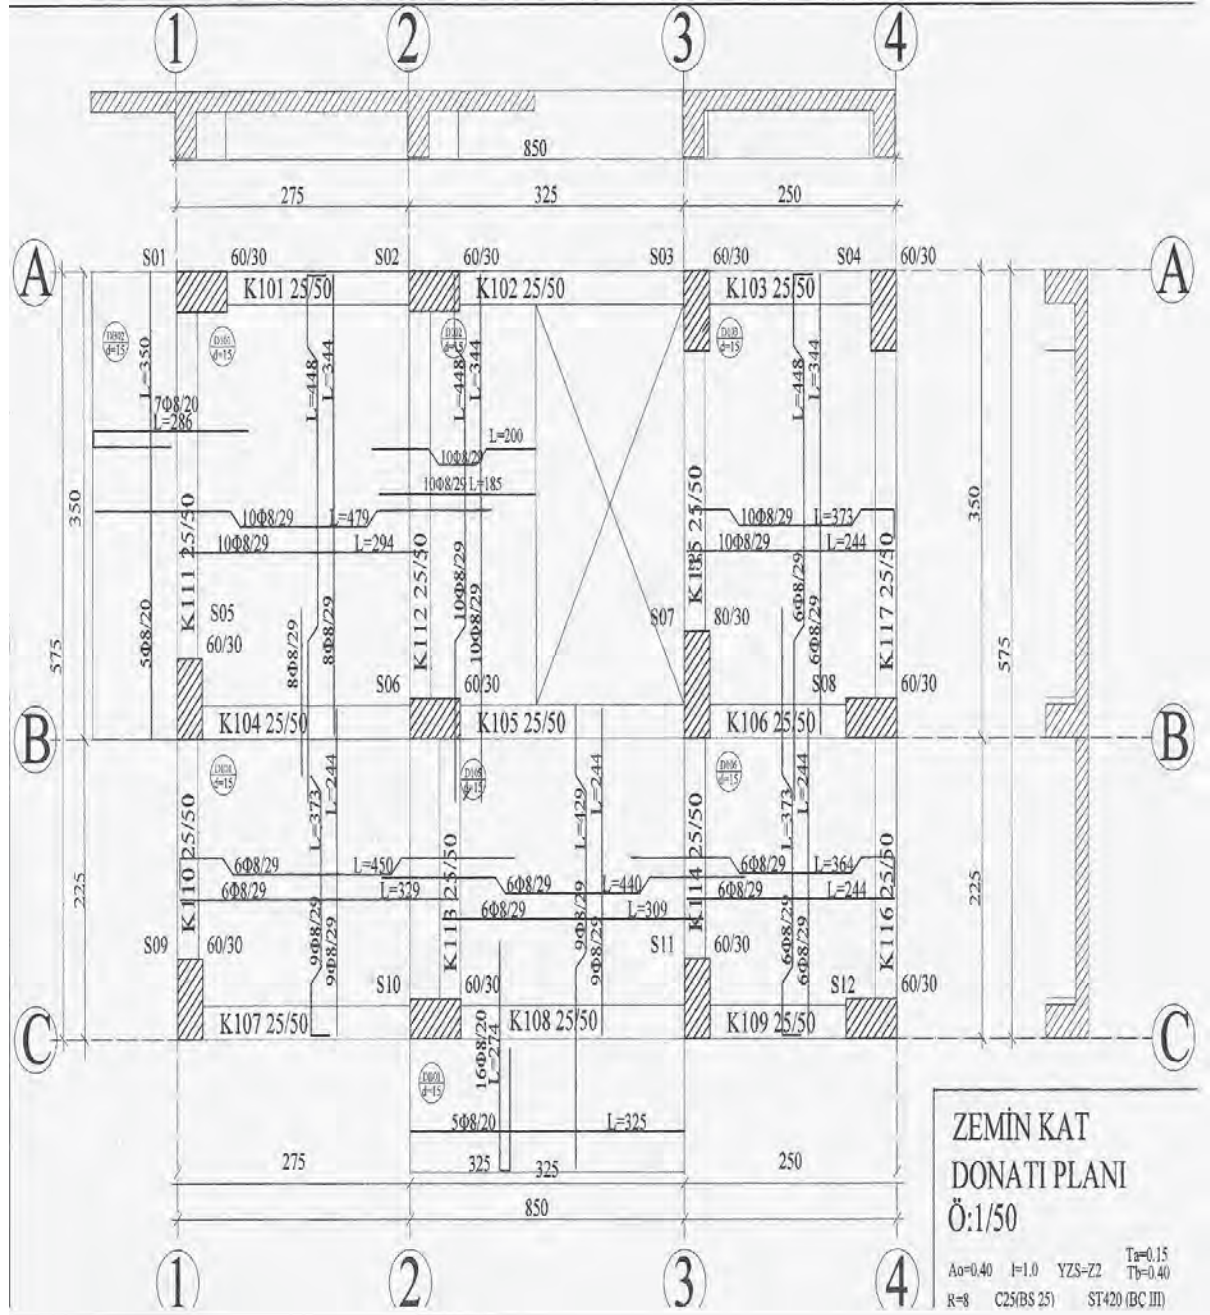 1 2 3 4
850
275 325 250
S01 60/30 S02 60/30 S03 60/30 S04 60/30
A A
K101 25/50 K102 25/50 K103 25/50
d=15 d=15 d=15
L=350
L=448
L=344
L=448
L=344
L=448
L=344
7Φ8/20
L=286
L=200
10Φ8/29
10Φ8/29 L=185
350
575
10Φ8/29 L=479
10Φ8/29 L=294
10Φ8/29 L=373
10Φ8/29 L=244
K111 25/50
K112 25/50
25/50
K117 25/50
350
575
5Φ8/20
8Φ8/29
8Φ8/29
10Φ8/29
10Φ8/29
6Φ8/29
6Φ8/29
S05
60/30
S07 80/30
S06 60/30
S08 60/30
B B
K104 25/50 K105 25/50 K106 25/50
d=15 d=15 d=15
L=373
L=244
L=429
L=244
L=373
L=244
K110 25/50
K113 25/50
K114 25/50
K116 25/50
225
225
6Φ8/29 L=450
6Φ8/29 L=329
6Φ8/29 L=440
6Φ8/29 L=309
6Φ8/29 L=364
6Φ8/29 L=244
9Φ8/29
9Φ8/29
9Φ8/29
9Φ8/29
6Φ8/29
6Φ8/29
S09 60/30
S11 60/30
S10 60/30
S12 60/30
C C
K107 25/50 K108 25/50 K109 25/50
16Φ8/20
L=274
d=15
5Φ8/20 L=325
275 325 325 250
850
1 2 3 4
ZEMİN KAT
DONATI PLANI
Ö:1/50
Ao=0.40 I=1.0 YZS=Z2 Ta=0.15
Tb=0.40
R=8 C25(BS 25) ST420 (BC III)